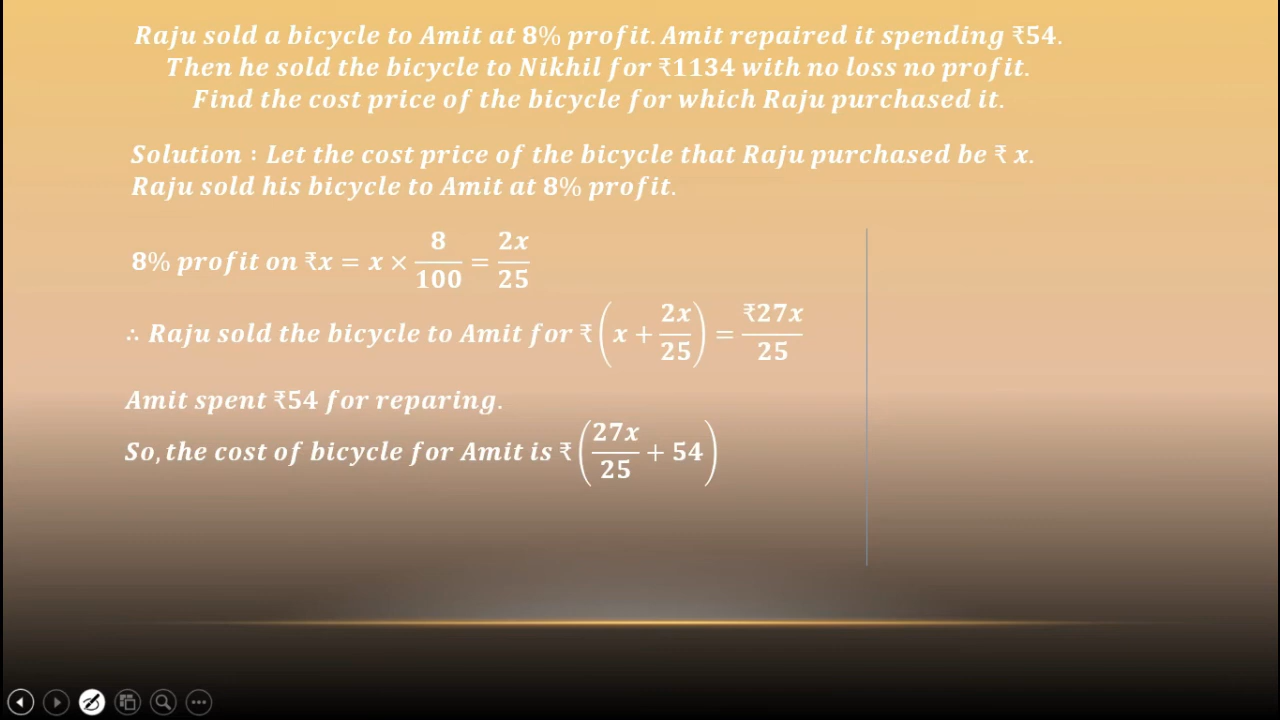 Raju sold a bicycle to Amit at 8% profit. Amit repaired it spending ₹54.
Then he sold the bicycle to Nikhil for ₹1134 with no loss no profit.
Find the cost price of the bicycle for which Raju purchased it.
Solution : Let the cost price of the bicycle that Raju purchased be ₹ x.
Raju sold his bicycle to Amit at 8% profit.
8% profit on ₹x = x × 8/100 = 2x/25
∴ Raju sold the bicycle to Amit for ₹(x + 2x/25) = ₹27x/25
Amit spent ₹54 for reparing.
So, the cost of bicycle for Amit is ₹(27x/25 + 54)